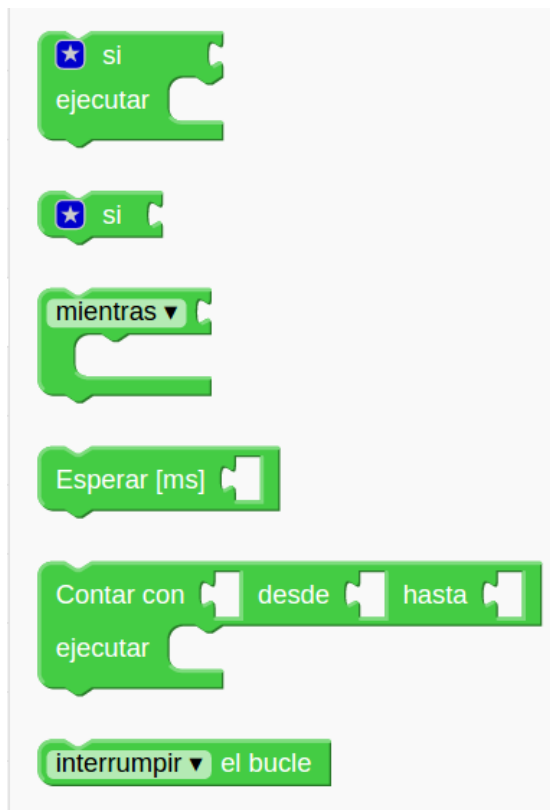 si
ejecutar
si
mientras ▾
Esperar [ms]
Contar con desde hasta
ejecutar
interrumpir ▾ el bucle